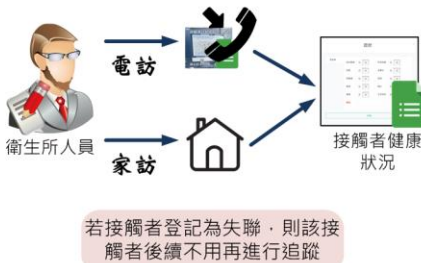 電訪
衛生所人員
家訪
接觸者健康
狀況
若接觸者登記為失聯，則該接
觸者後續不用再進行追蹤